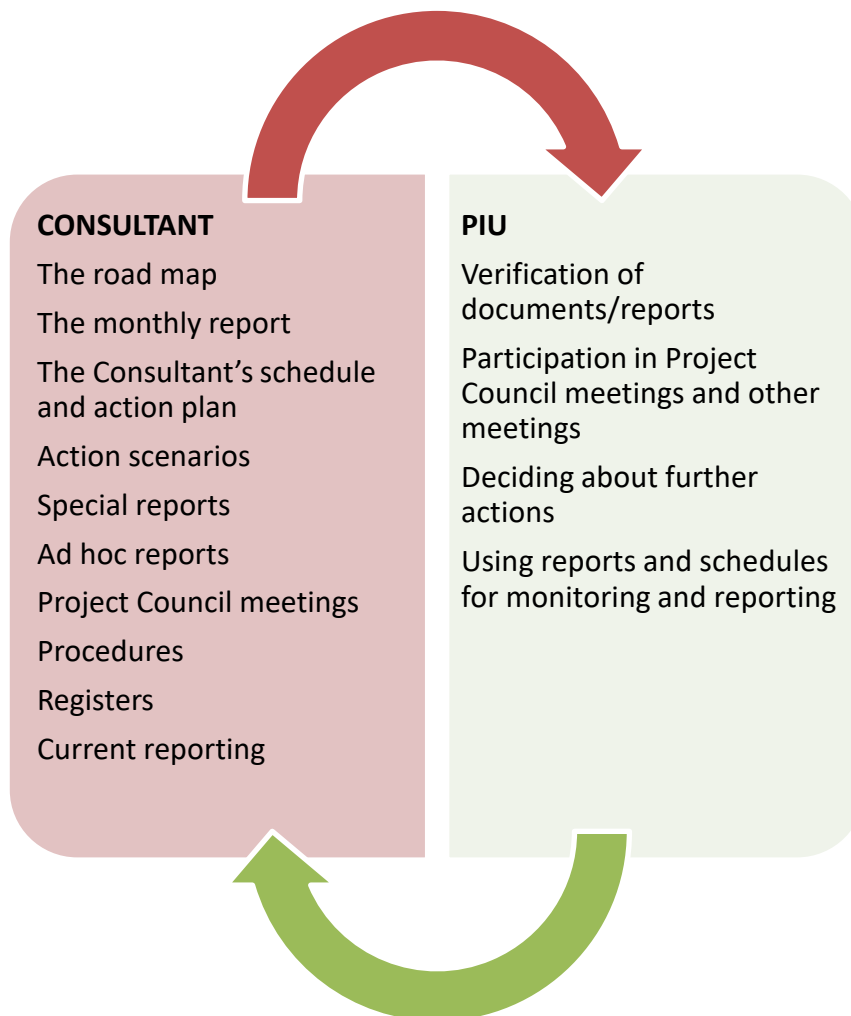 CONSULTANT
The road map
The monthly report
The Consultant’s schedule
and action plan
Action scenarios
Special reports
Ad hoc reports
Project Council meetings
Procedures
Registers
Current reporting
PIU
Verification of
documents/reports
Participation in Project
Council meetings and other
meetings
Deciding about further
actions
Using reports and schedules
for monitoring and reporting